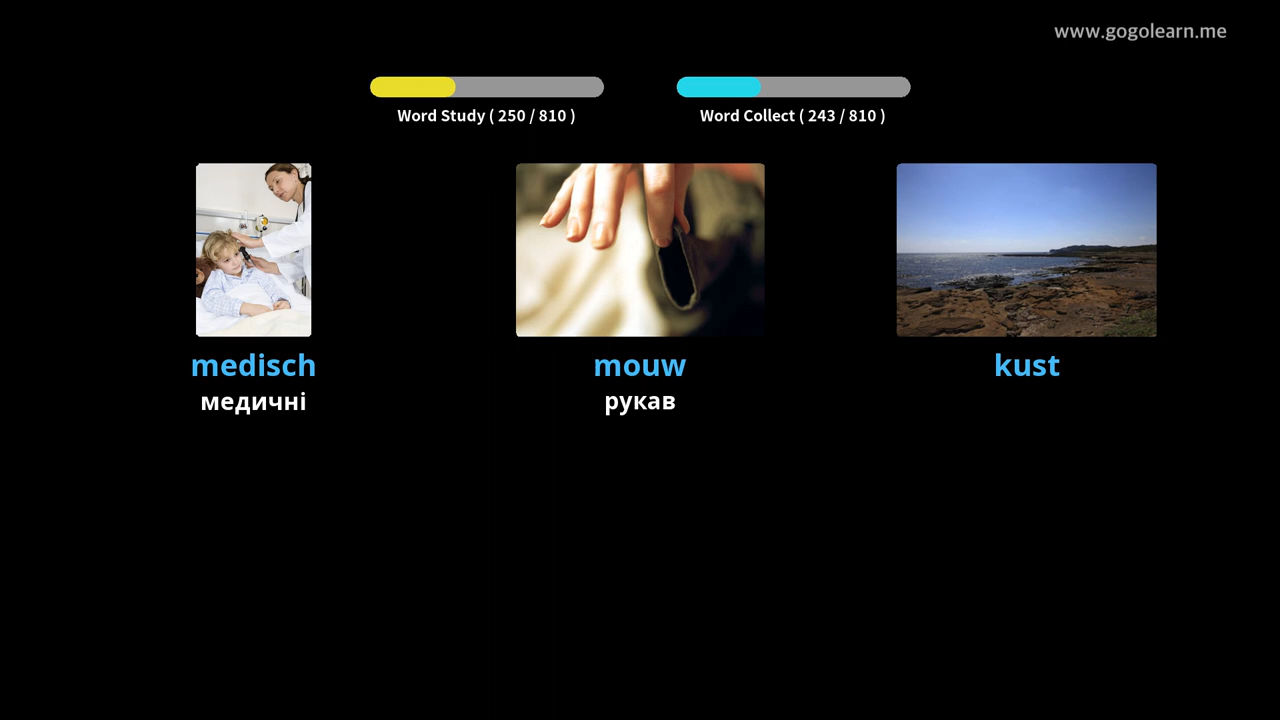 www.gogolearn.me
Word Study ( 250 / 810 )
Word Collect ( 243 / 810 )
medisch
медичні
mouw
рукав
kust